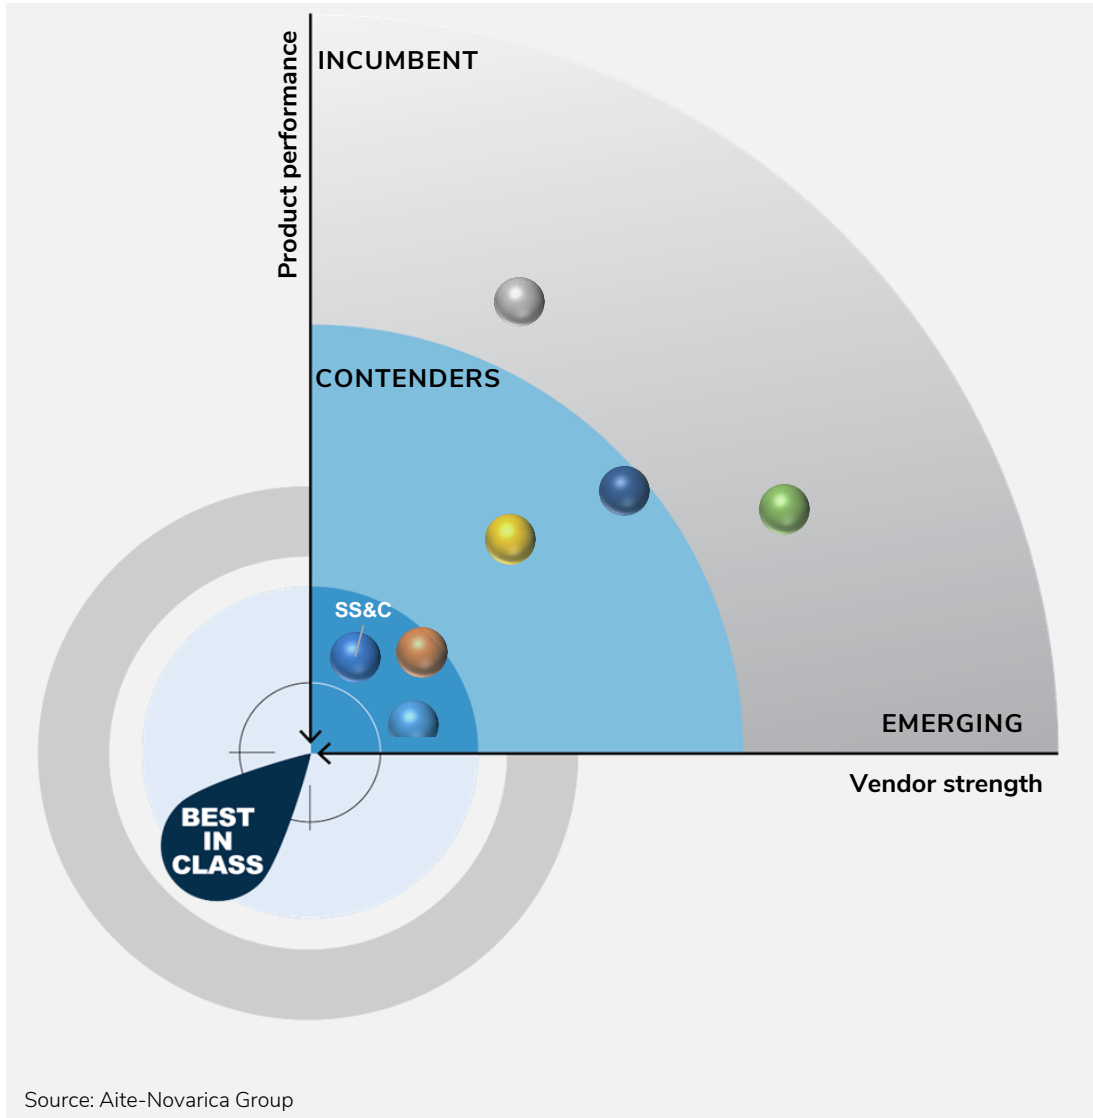 INCUMBENT
Product performance
CONTENDERS
SS&C
EMERGING
Vendor strength
BEST
IN
CLASS
Source: Aite-Novarica Group